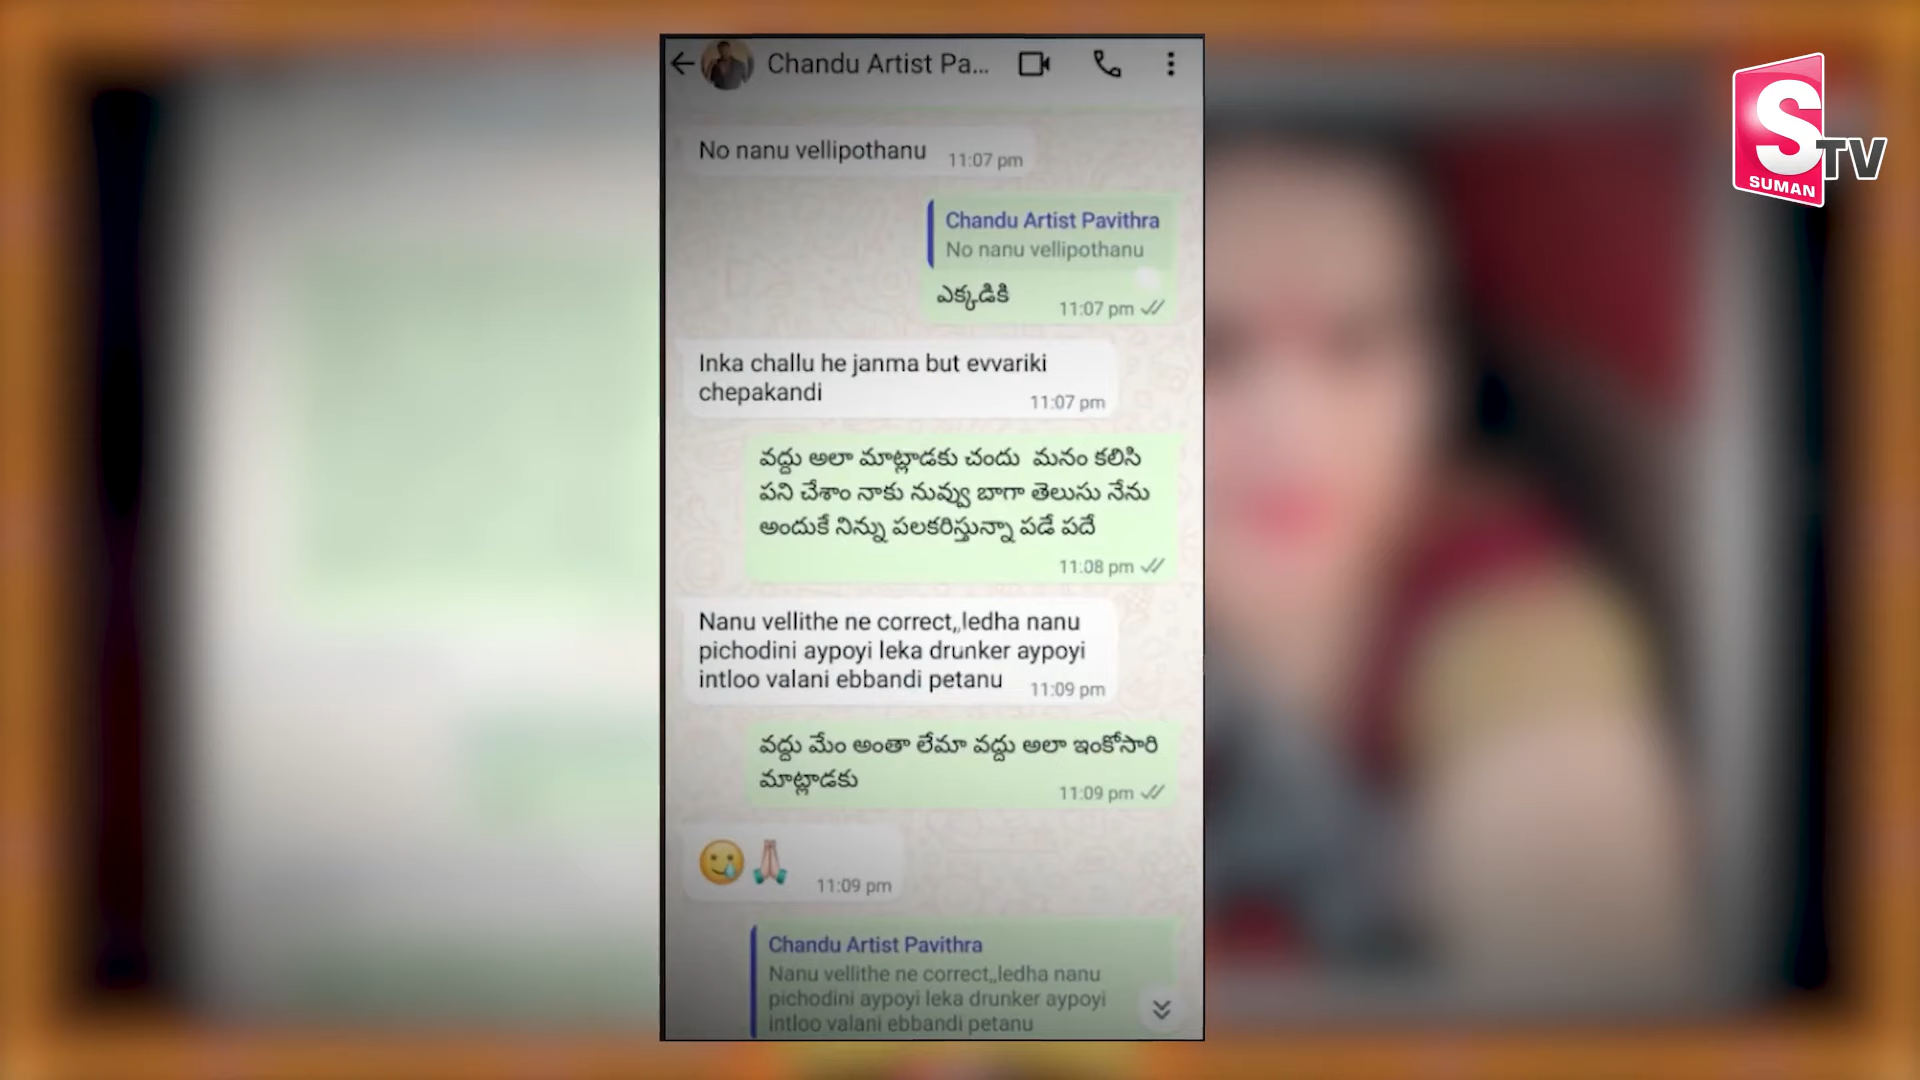 Chandu Artist Pa...
S
TV
SUMAN
No nanu vellipothanu
11:07 pm
Chandu Artist Pavithra
No nanu vellipothanu
ఎక్కడికి
11:07 pm
Inka challu he janma but evvariki
chepakandi
11:07 pm
వద్దు అలా మాట్లాడకు చందు మనం కలిసి
పని చేశాం నాకు నువ్వు బాగా తెలుసు నేను
అందుకే నిన్ను పలకరిస్తున్నా పడే పదే
11:08 pm
Nanu vellithe ne correct,,ledha nanu
pichodini aypoyi leka drunker aypoyi
intloo valani ebbandi petanu
11:09 pm
వద్దు మేం అంతా లేమా వద్దు అలా ఇంకోసారి
మాట్లాడకు
11:09 pm
🥲🙏🏻
11:09 pm
Chandu Artist Pavithra
Nanu vellithe ne correct,,ledha nanu
pichodini aypoyi leka drunker aypoyi
intloo valani ebbandi petanu